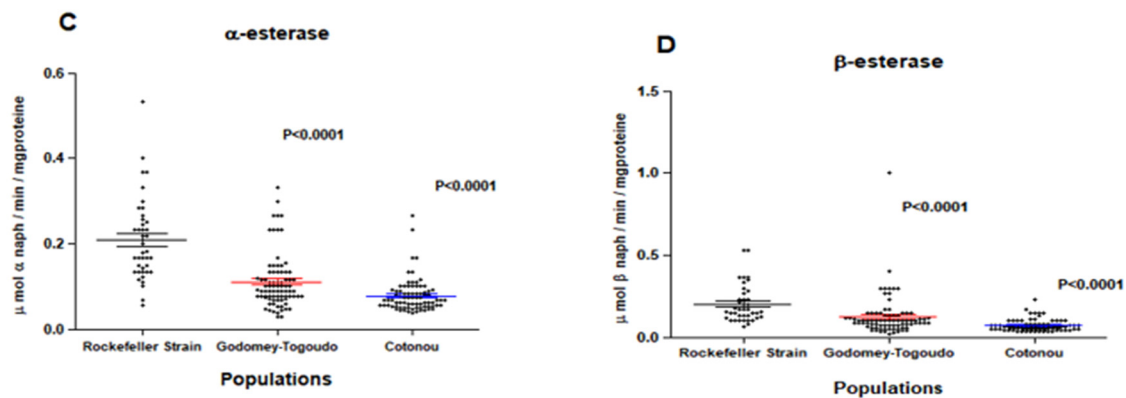 C
α-esterase
μ mol α naph / min / mgproteine
0.6
0.4
0.2
0.0
P<0.0001
P<0.0001
Rockefeller Strain Godomey-Togoudo Cotonou
Populations
D
β-esterase
μ mol β naph / min / mgproteine
1.5
1.0
0.5
0.0
P<0.0001
P<0.0001
Rockefeller Strain Godomey-Togoudo Cotonou
Populations